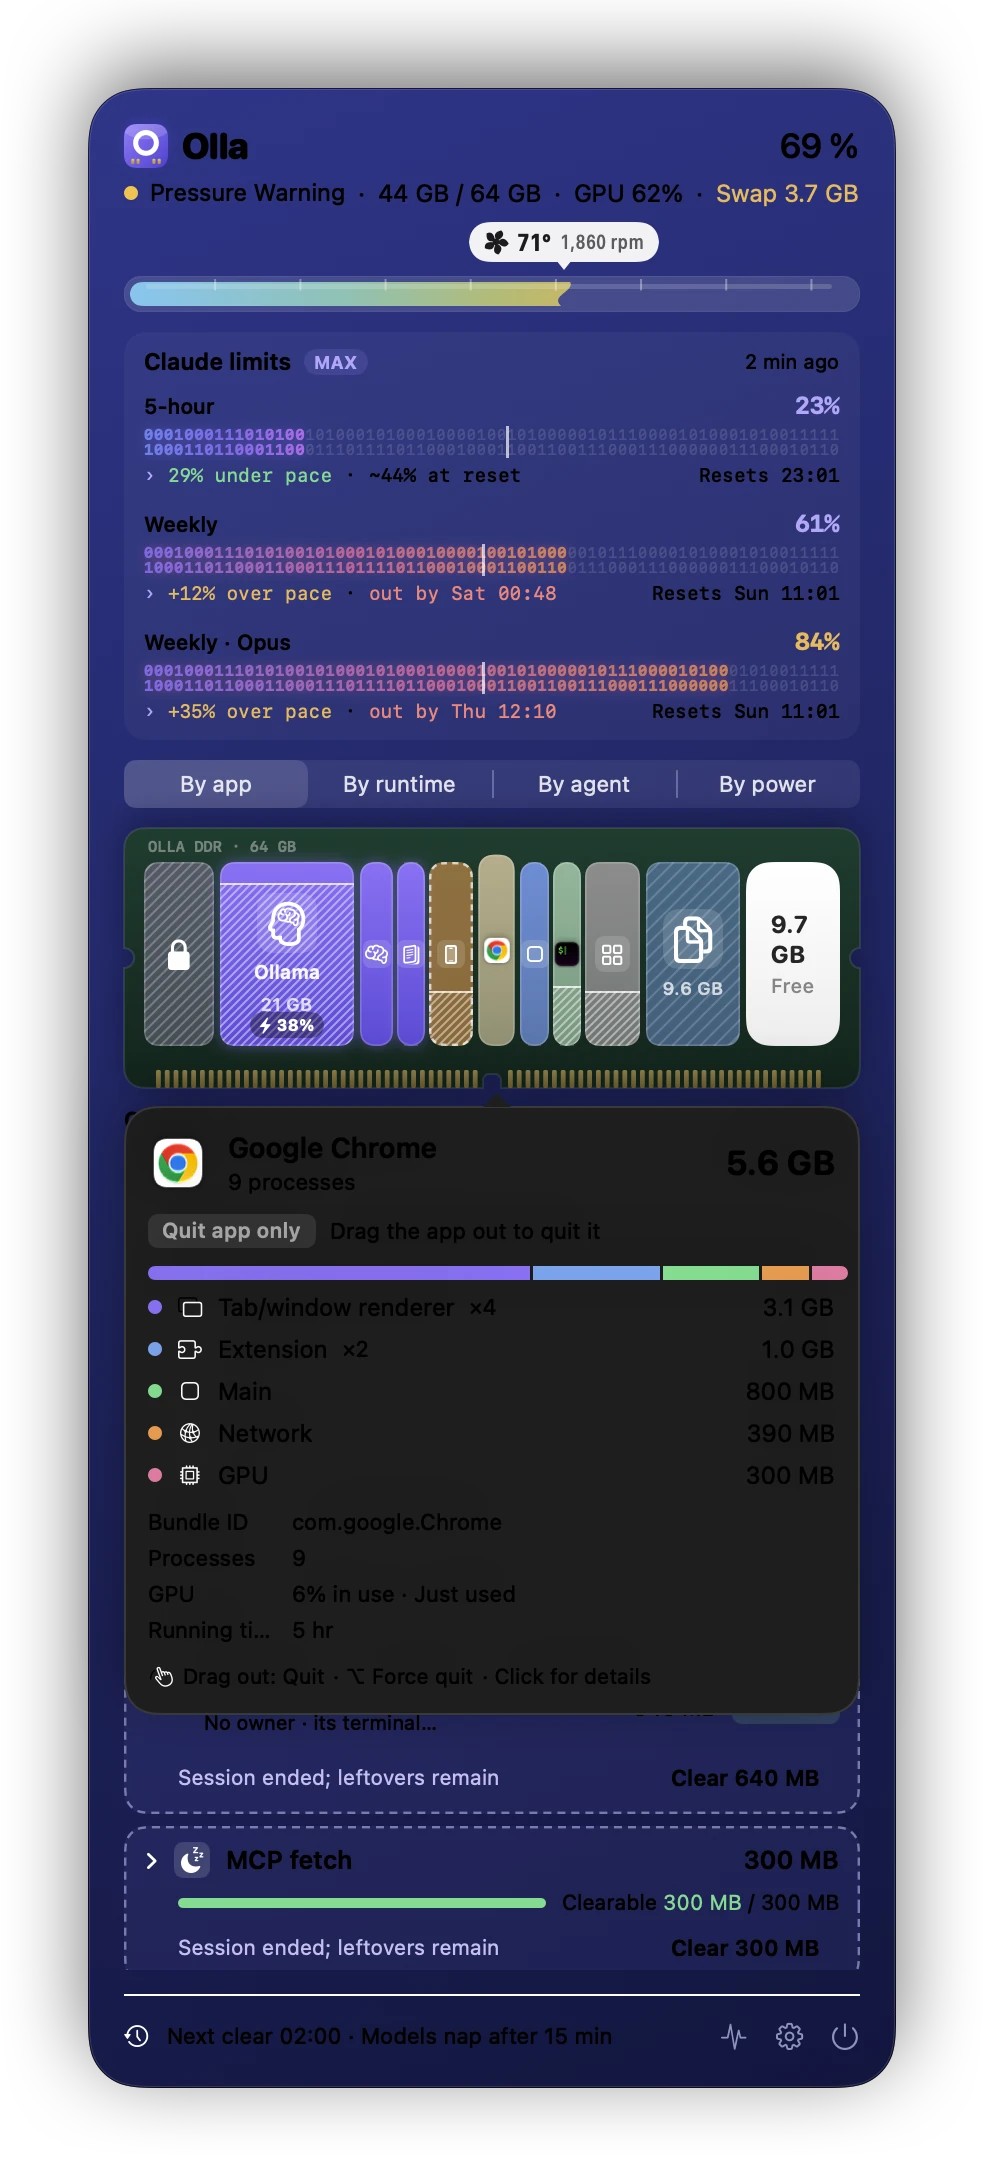 Olla
69 %
Pressure Warning · 44 GB / 64 GB · GPU 62% · Swap 3.7 GB
71° 1,860 rpm
Claude limits MAX 2 min ago
5-hour 23%
› 29% under pace · ~44% at reset Resets 23:01
Weekly 61%
› +12% over pace · out by Sat 00:48 Resets Sun 11:01
Weekly · Opus 84%
› +35% over pace · out by Thu 12:10 Resets Sun 11:01
By app By runtime By agent By power
OLLA DDR · 64 GB
Ollama
21 GB
38%
9.6 GB
9.7
GB
Free
Google Chrome
9 processes
5.6 GB
Quit app only Drag the app out to quit it
Tab/window renderer ×4 3.1 GB
Extension ×2 1.0 GB
Main 800 MB
Network 390 MB
GPU 300 MB
Bundle ID com.google.Chrome
Processes 9
GPU 6% in use · Just used
Running ti... 5 hr
Drag out: Quit · ⌥ Force quit · Click for details
No owner · its terminal...
Session ended; leftovers remain Clear 640 MB
MCP fetch 300 MB
Clearable 300 MB / 300 MB
Session ended; leftovers remain Clear 300 MB
Next clear 02:00 · Models nap after 15 min